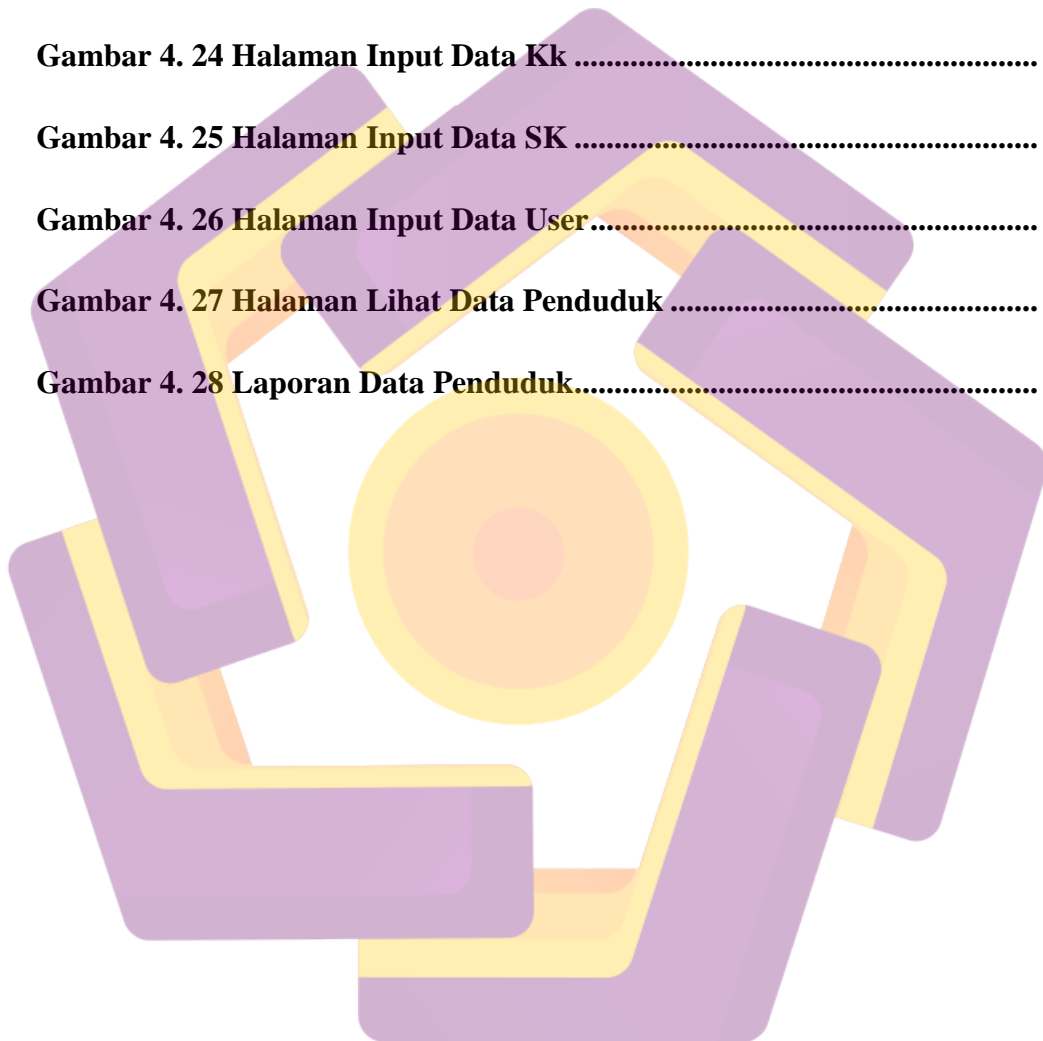 Gambar 4. 24 Halaman Input Data Kk ..........................................................
Gambar 4. 25 Halaman Input Data SK ..........................................................
Gambar 4. 26 Halaman Input Data User........................................................
Gambar 4. 27 Halaman Lihat Data Penduduk ..............................................
Gambar 4. 28 Laporan Data Penduduk..........................................................